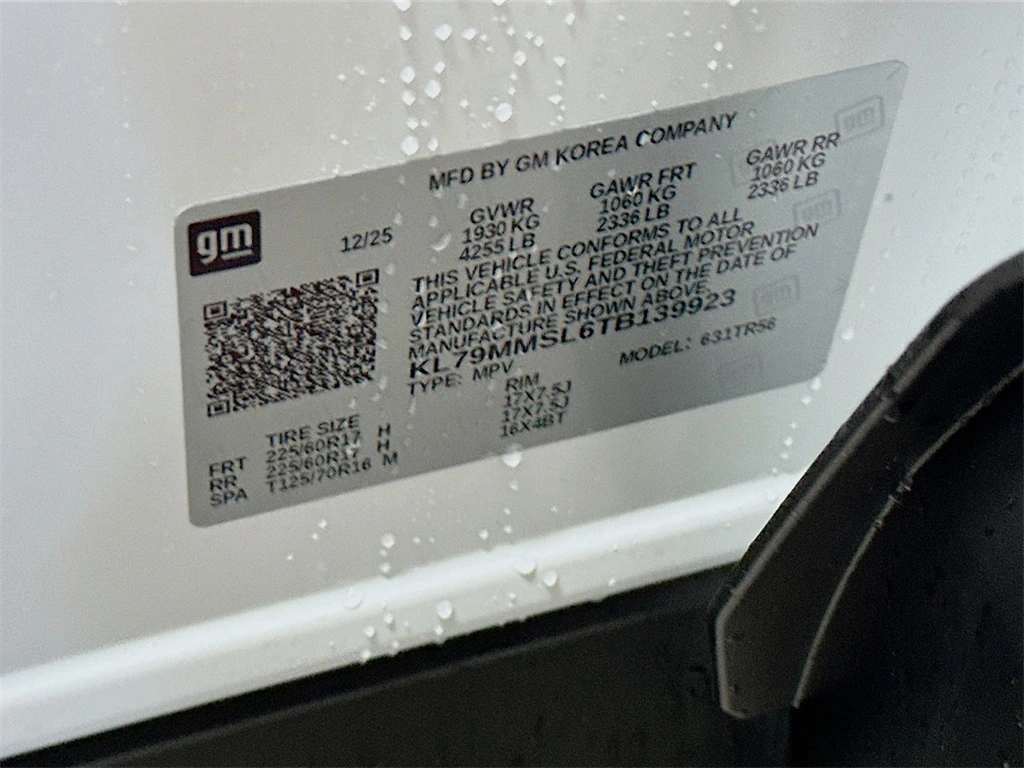 MFD BY GM KOREA COMPANY
gm
12/25
GVWR GAWR FRT GAWR RR
1930 KG 1060 KG 1060 KG
4255 LB 2336 LB 2336 LB
THIS VEHICLE CONFORMS TO ALL
APPLICABLE U.S. FEDERAL MOTOR
VEHICLE SAFETY AND THEFT PREVENTION
STANDARDS IN EFFECT ON THE DATE OF
MANUFACTURE SHOWN ABOVE.
KL79MMSL6TB139923
TYPE: MPV MODEL: 631TR56
TIRE SIZE RIM
FRT 225/60R17 H 17X7.5J
RR 225/60R17 H 17X7.5J
SPA T125/70R16 M 16X4BT
gm
gm
gm